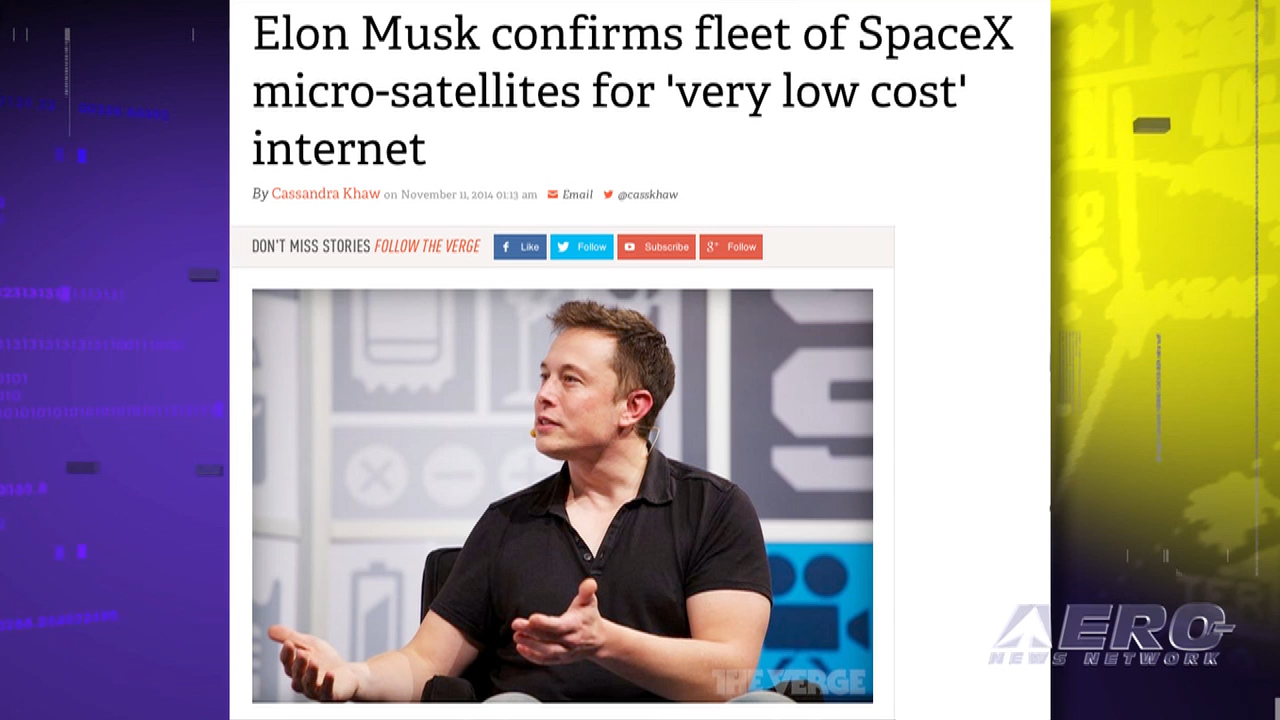 Elon Musk confirms fleet of SpaceX
micro-satellites for 'very low cost'
internet
By Cassandra Khaw on November 11, 2014 01:13 am Email @casskhaw
DON'T MISS STORIES FOLLOW THE VERGE Like Follow Subscribe Follow
THE VERGE
AERO
NEWS NETWORK